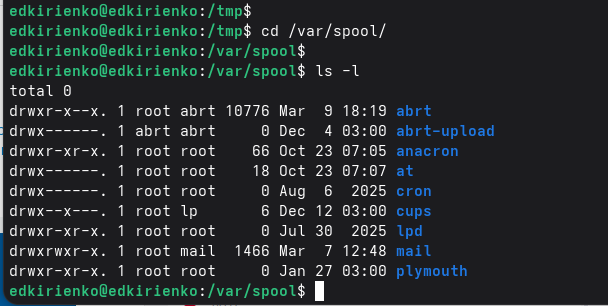 edkirienko@edkirienko:/tmp$
edkirienko@edkirienko:/tmp$ cd /var/spool/
edkirienko@edkirienko:/var/spool$
edkirienko@edkirienko:/var/spool$ ls -l
total 0
drwxr-x--x. 1 root abrt 10776 Mar  9 18:19 abrt
drwx------. 1 abrt abrt     0 Dec  4 03:00 abrt-upload
drwxr-xr-x. 1 root root    66 Oct 23 07:05 anacron
drwx------. 1 root root    18 Oct 23 07:07 at
drwx------. 1 root root     0 Aug  6  2025 cron
drwx--x---. 1 root lp       6 Dec 12 03:00 cups
drwxr-xr-x. 1 root root     0 Jul 30  2025 lpd
drwxrwxr-x. 1 root mail  1466 Mar  7 12:48 mail
drwxr-xr-x. 1 root root     0 Jan 27 03:00 plymouth
edkirienko@edkirienko:/var/spool$